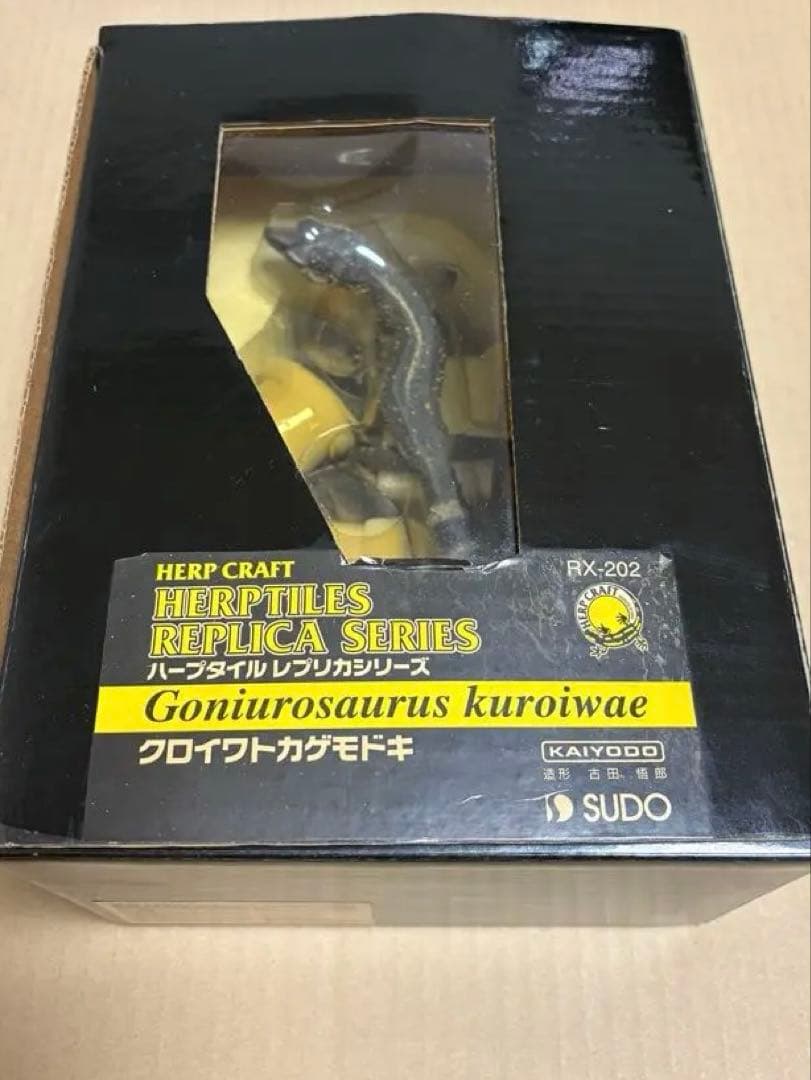 HERP CRAFT
RX-202
HERPTILES
REPLICA SERIES
HERP CRAFT
ハープタイル レプリカシリーズ
Goniurosaurus kuroiwae
クロイワトカゲモドキ
KAIYODO
造形 古田 悟郎
SUDO